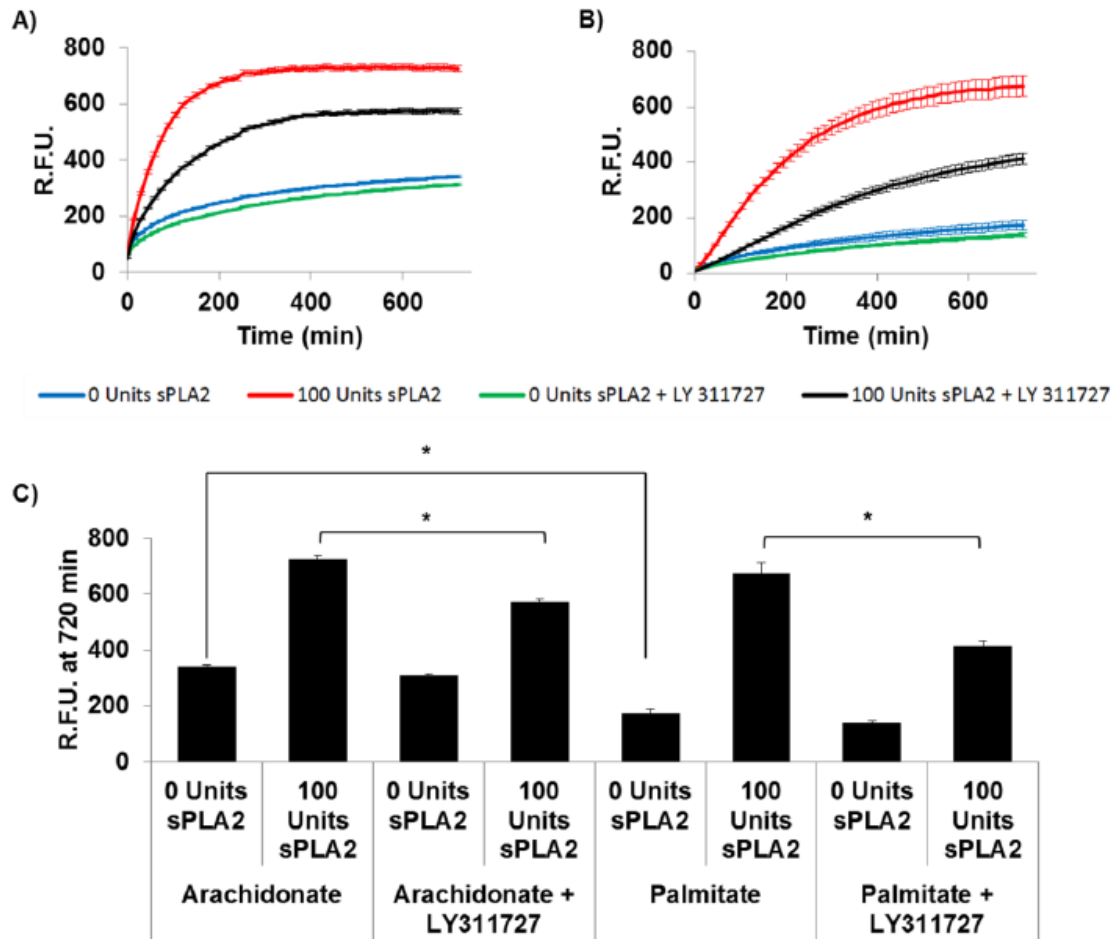 A)
B)
800
600
400
200
0
R.F.U.
0 200 400 600
Time (min)
800
600
400
200
0
R.F.U.
0 200 400 600
Time (min)
0 Units sPLA2 100 Units sPLA2 0 Units sPLA2 + LY 311727 100 Units sPLA2 + LY 311727
C)
*
*
*
800
600
400
200
0
R.F.U. at 720 min
0 Units
sPLA2
100
Units
sPLA2
0 Units
sPLA2
100
Units
sPLA2
0 Units
sPLA2
100
Units
sPLA2
0 Units
sPLA2
100
Units
sPLA2
Arachidonate
Arachidonate +
LY311727
Palmitate
Palmitate +
LY311727